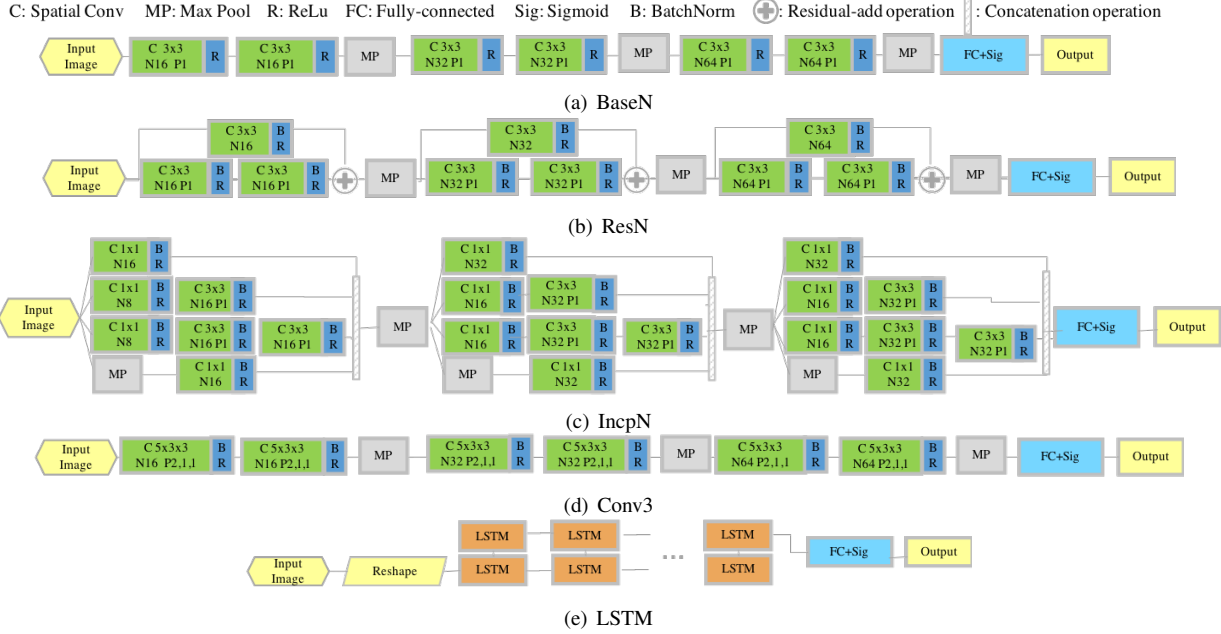 C: Spatial Conv MP: Max Pool R: ReLu FC: Fully-connected Sig: Sigmoid B: BatchNorm : Residual-add operation : Concatenation operation
Input Image C 3x3 N16 P1 R C 3x3 N16 P1 R MP C 3x3 N32 P1 R C 3x3 N32 P1 R MP C 3x3 N64 P1 R C 3x3 N64 P1 R MP FC+Sig Output
(a) BaseN
C 3x3 N16 B R C 3x3 N32 B R C 3x3 N64 B R
Input Image C 3x3 N16 P1 B R C 3x3 N16 P1 B R MP C 3x3 N32 P1 B R C 3x3 N32 P1 B R MP C 3x3 N64 P1 B R C 3x3 N64 P1 B R MP FC+Sig Output
(b) ResN
C 1x1 N16 B R C 1x1 N32 B R C 1x1 N32 B R
C 1x1 N8 B R C 3x3 N16 P1 B R C 1x1 N16 B R C 3x3 N32 P1 B R C 1x1 N16 B R C 3x3 N32 P1 B R
Input Image MP MP FC+Sig Output
C 1x1 N8 B R C 3x3 N16 P1 B R C 3x3 N16 P1 B R C 1x1 N16 B R C 3x3 N32 P1 B R C 3x3 N32 P1 B R C 1x1 N16 B R C 3x3 N32 P1 B R C 3x3 N32 P1 B R
MP C 1x1 N16 B R MP C 1x1 N32 B R MP C 1x1 N32 B R
(c) IncpN
Input Image C 5x3x3 N16 P2,1,1 B R C 5x3x3 N16 P2,1,1 B R MP C 5x3x3 N32 P2,1,1 B R C 5x3x3 N32 P2,1,1 B R MP C 5x3x3 N64 P2,1,1 B R C 5x3x3 N64 P2,1,1 B R MP FC+Sig Output
(d) Conv3
LSTM LSTM ... LSTM FC+Sig Output
Input Image Reshape LSTM LSTM LSTM
(e) LSTM